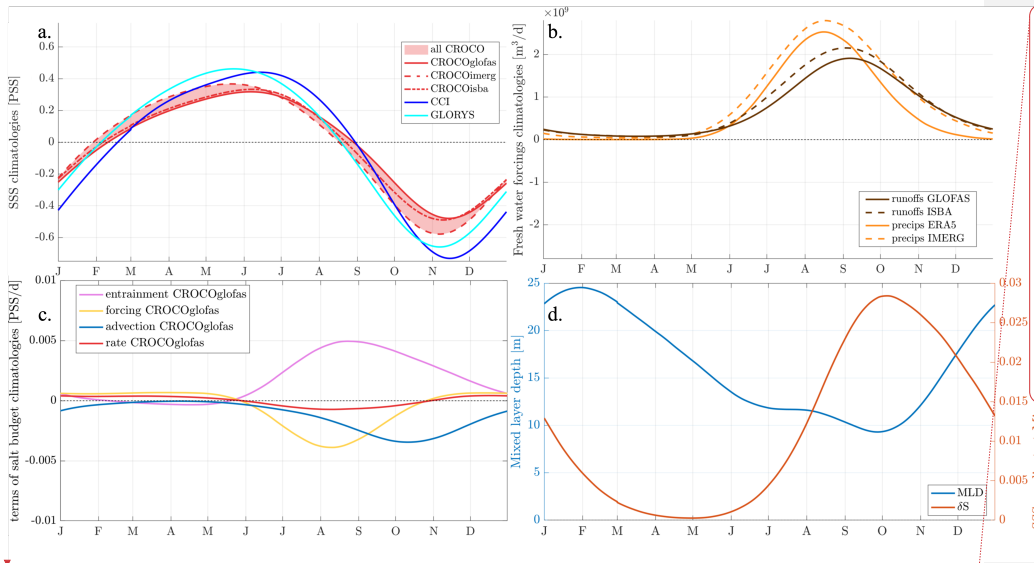 a.
SSS climatologies [PSS]
0.6
0.4
0.2
0
-0.2
-0.4
-0.6
J F M A M J J A S O N D
all CROCO
CROCOglofas
CROCOimerg
CROCOisba
CCI
GLORYS
b.
×10⁹
Fresh water forcings climatologies [m³/d]
2
1
0
-1
-2
J F M A M J J A S O N D
runoffs GLOFAS
runoffs ISBA
precips ERA5
precips IMERG
c.
terms of salt budget climatologies [PSS/d]
0.01
0.005
0
-0.005
-0.01
J F M A M J J A S O N D
entrainment CROCOglofas
forcing CROCOglofas
advection CROCOglofas
rate CROCOglofas
d.
Mixed layer depth [m]
25
20
15
10
5
0
J F M A M J J A S O N D
0.03
0.025
0.02
0.015
0.01
0.005
0
MLD
δS